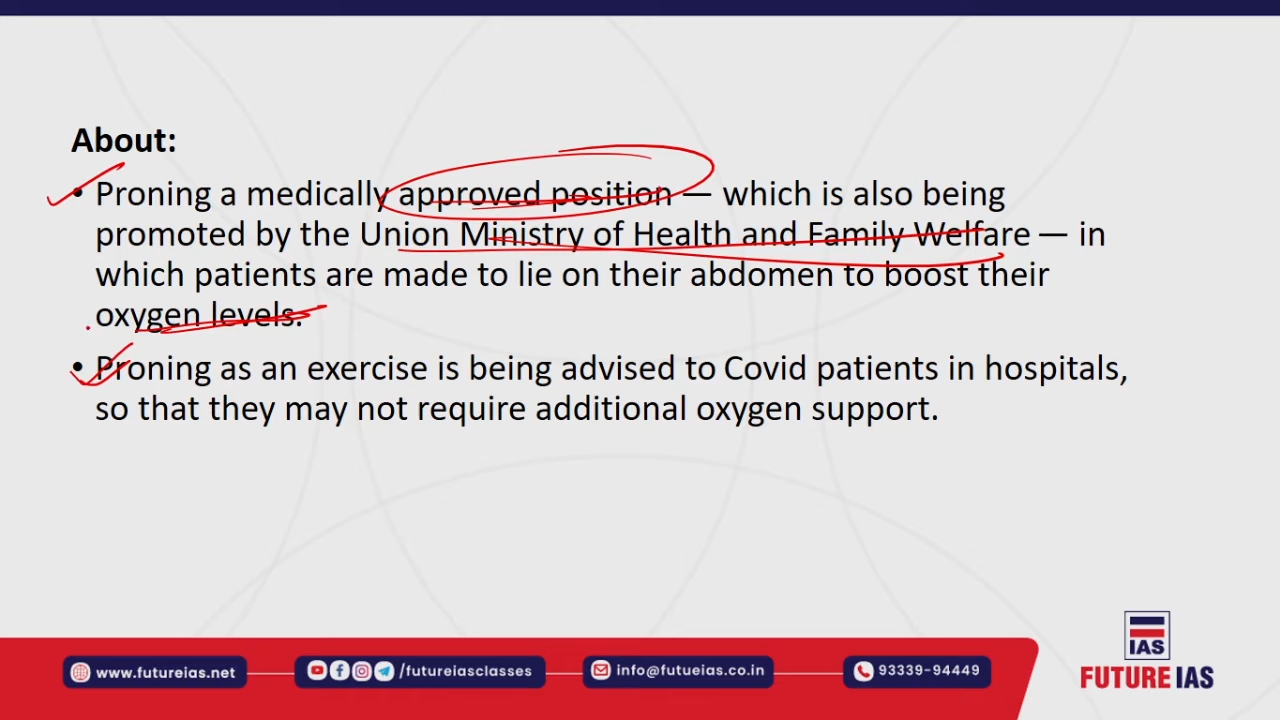 About:
• Proning a medically approved position — which is also being
promoted by the Union Ministry of Health and Family Welfare — in
which patients are made to lie on their abdomen to boost their
oxygen levels.
• Proning as an exercise is being advised to Covid patients in hospitals,
so that they may not require additional oxygen support.
IAS
FUTURE IAS
www.futureias.net
/futureiasclasses
info@futueias.co.in
93339-94449